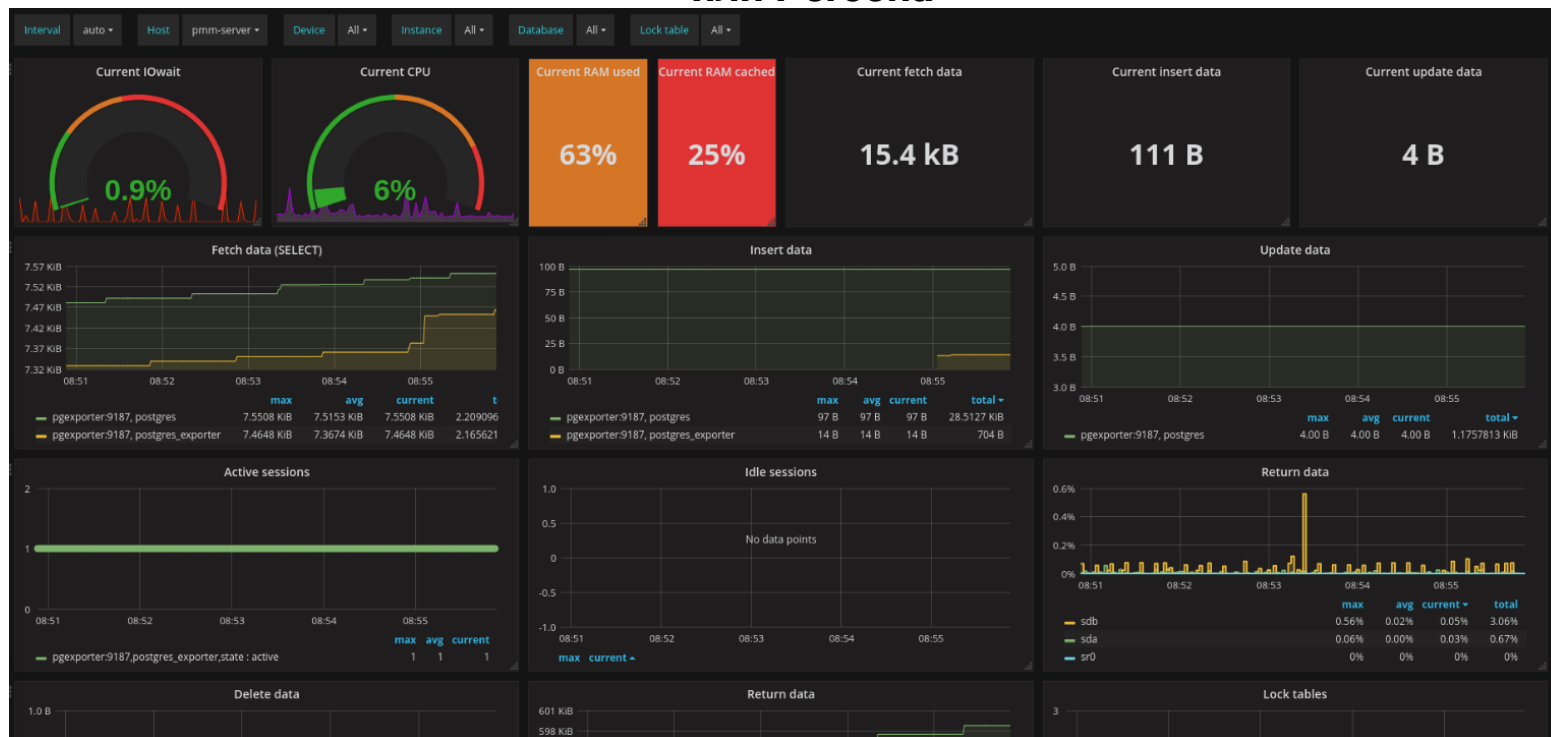 Interval auto Host pmm-server Device All Instance All Database All Lock table All
Current IOwait
0.9%
Current CPU
6%
Current RAM used
63%
Current RAM cached
25%
Current fetch data
15.4 kB
Current insert data
111 B
Current update data
4 B
Fetch data (SELECT)
7.57 KiB
7.52 KiB
7.47 KiB
7.42 KiB
7.37 KiB
7.32 KiB
08:51 08:52 08:53 08:54 08:55
max avg current t
pgexporter:9187, postgres 7.5508 KiB 7.5153 KiB 7.5508 KiB 2.209096
pgexporter:9187, postgres_exporter 7.4648 KiB 7.3674 KiB 7.4648 KiB 2.165621
Insert data
100 B
75 B
50 B
25 B
0 B
08:51 08:52 08:53 08:54 08:55
max avg current total
pgexporter:9187, postgres 97 B 97 B 97 B 28.5127 KiB
pgexporter:9187, postgres_exporter 14 B 14 B 14 B 704 B
Update data
5.0 B
4.5 B
4.0 B
3.5 B
3.0 B
08:51 08:52 08:53 08:54 08:55
max avg current total
pgexporter:9187, postgres 4.00 B 4.00 B 4.00 B 1.1757813 KiB
Active sessions
2
1
0
08:51 08:52 08:53 08:54 08:55
max avg current
pgexporter:9187,postgres_exporter,state : active 1 1 1
Idle sessions
1.0
0.5
No data points
0
-0.5
-1.0
08:51 08:52 08:53 08:54 08:55
max current
Return data
0.6%
0.4%
0.2%
0%
08:51 08:52 08:53 08:54 08:55
max avg current total
sdb 0.56% 0.02% 0.05% 3.06%
sda 0.06% 0.00% 0.03% 0.67%
sr0 0% 0% 0% 0%
Delete data
1.0 B
Return data
601 KiB
598 KiB
Lock tables
3